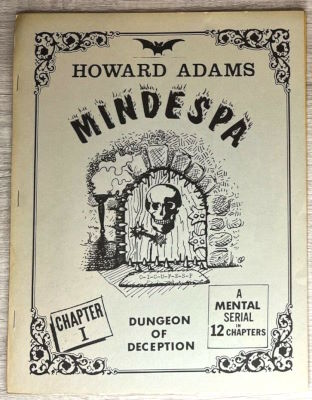 HOWARD ADAMS
MINDESPA
O-I-C-U-F-E-S-P
CHAPTER
I
DUNGEON
OF
DECEPTION
A
MENTAL
SERIAL
IN
12 CHAPTERS